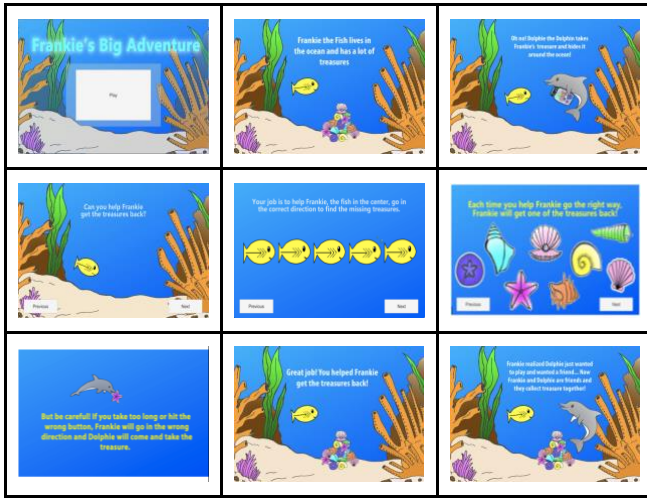 Frankie's Big Adventure
Play
Frankie the Fish lives in
the ocean and has a lot of
treasures
Oh no! Dolphie the Dolphin takes
Frankie's treasure and hides it
around the ocean!
Can you help Frankie
get the treasures back?
Previous
Next
Your job is to help Frankie, the fish in the center, go in
the correct direction to find the missing treasures.
Previous
Next
Each time you help Frankie go the right way,
Frankie will get one of the treasures back!
Previous
Next
But be careful! If you take too long or hit the
wrong button, Frankie will go in the wrong
direction and Dolphie will come and take the
treasure.
Great job! You helped Frankie
get the treasures back!
Frankie realized Dolphie just wanted
to play and wanted a friend... Now
Frankie and Dolphie are friends and
they collect treasure together!